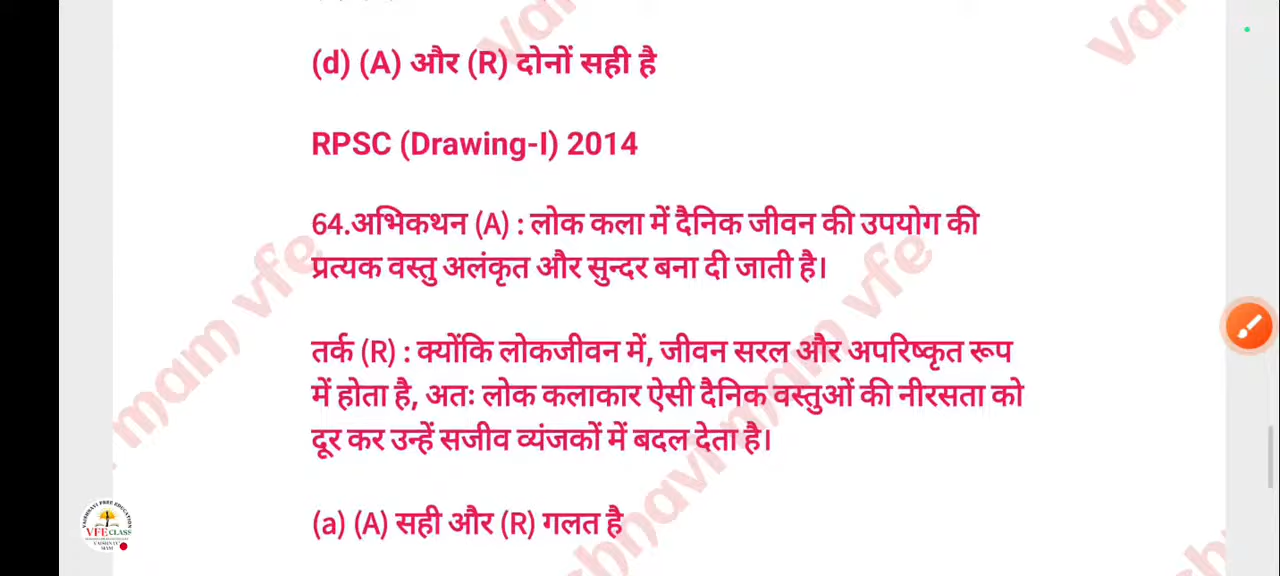 (d) (A) और (R) दोनों सही है
RPSC (Drawing-I) 2014
64.अभिकथन (A) : लोक कला में दैनिक जीवन की उपयोग की
प्रत्यक वस्तु अलंकृत और सुन्दर बना दी जाती है।
तर्क (R) : क्योंकि लोकजीवन में, जीवन सरल और अपरिष्कृत रूप
में होता है, अतः लोक कलाकार ऐसी दैनिक वस्तुओं की नीरसता को
दूर कर उन्हें सजीव व्यंजकों में बदल देता है।
(a) (A) सही और (R) गलत है
VFE CLASS